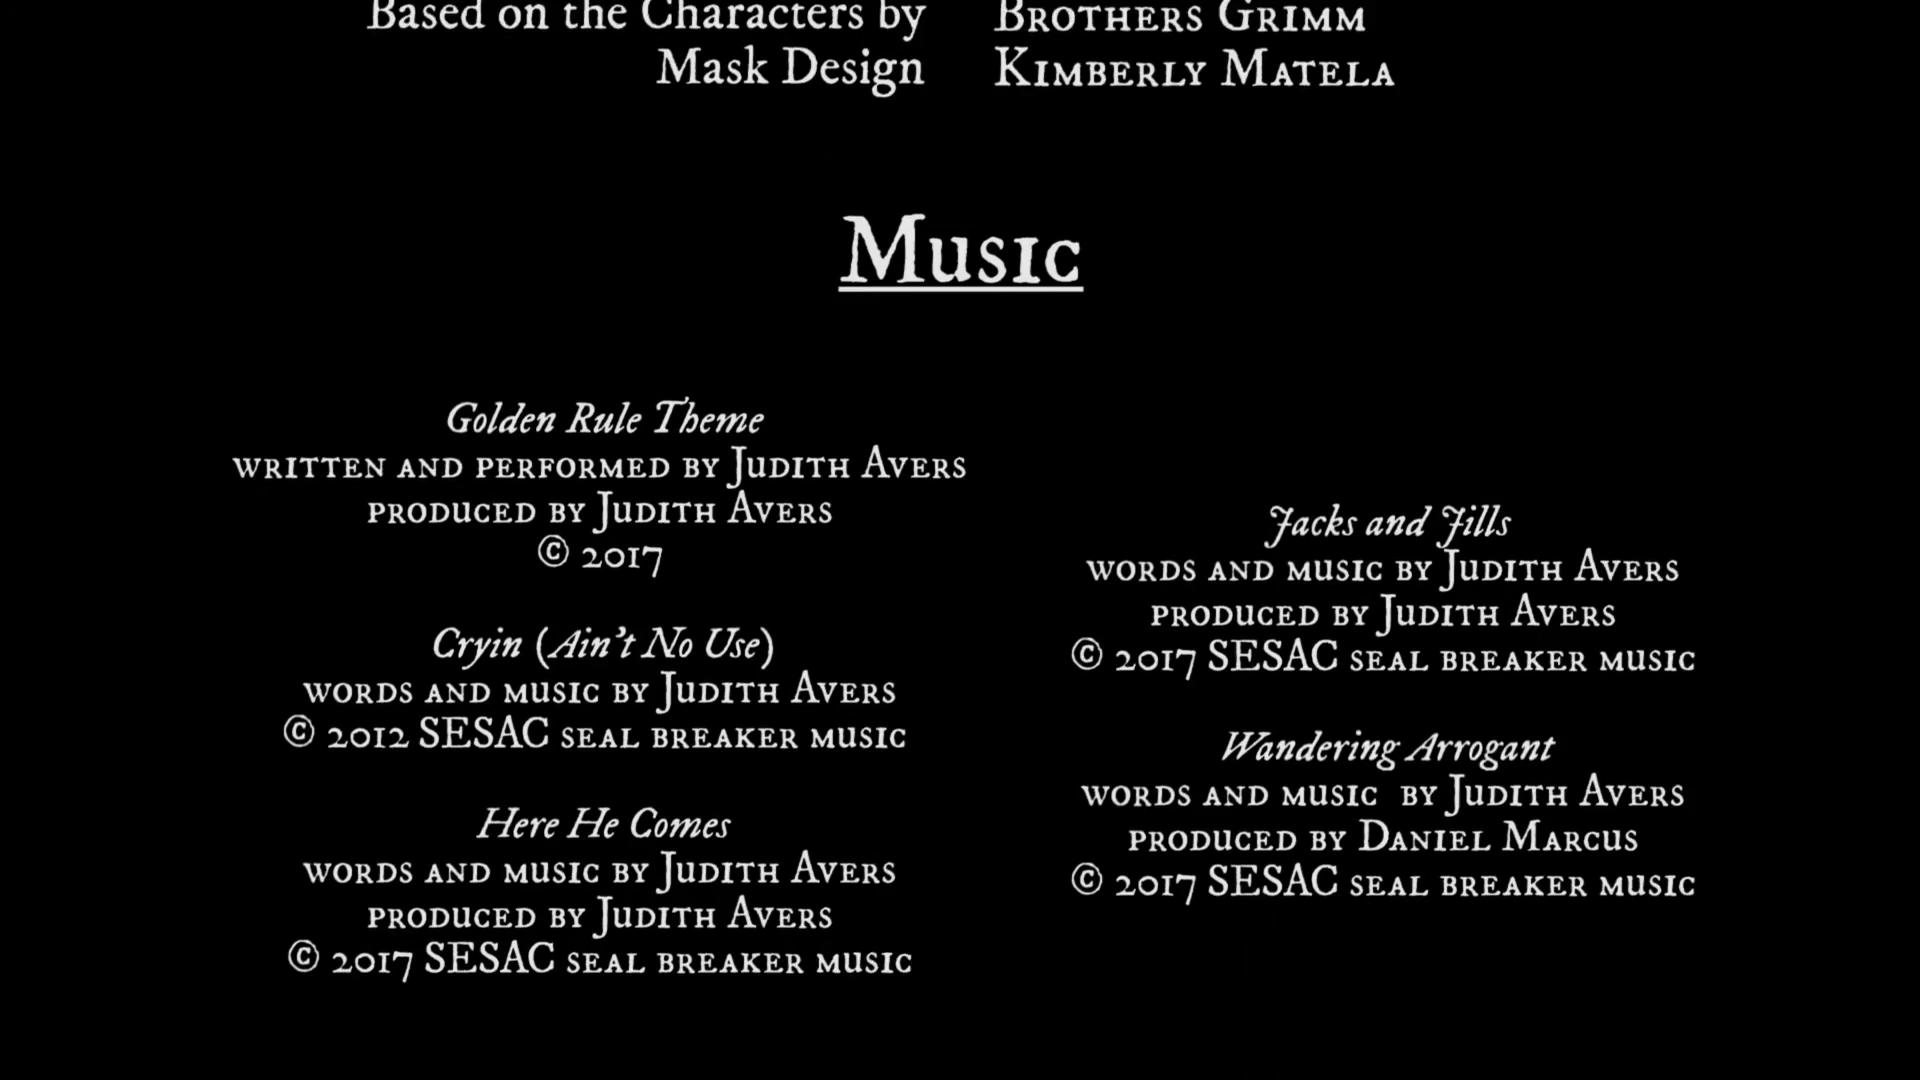 Based on the Characters by Brothers Grimm
Mask Design Kimberly Matela
Music
Golden Rule Theme
written and performed by Judith Avers
produced by Judith Avers
© 2017
Cryin (Ain't No Use)
words and music by Judith Avers
© 2012 SESAC seal breaker music
Here He Comes
words and music by Judith Avers
produced by Judith Avers
© 2017 SESAC seal breaker music
Jacks and Jills
words and music by Judith Avers
produced by Judith Avers
© 2017 SESAC seal breaker music
Wandering Arrogant
words and music by Judith Avers
produced by Daniel Marcus
© 2017 SESAC seal breaker music